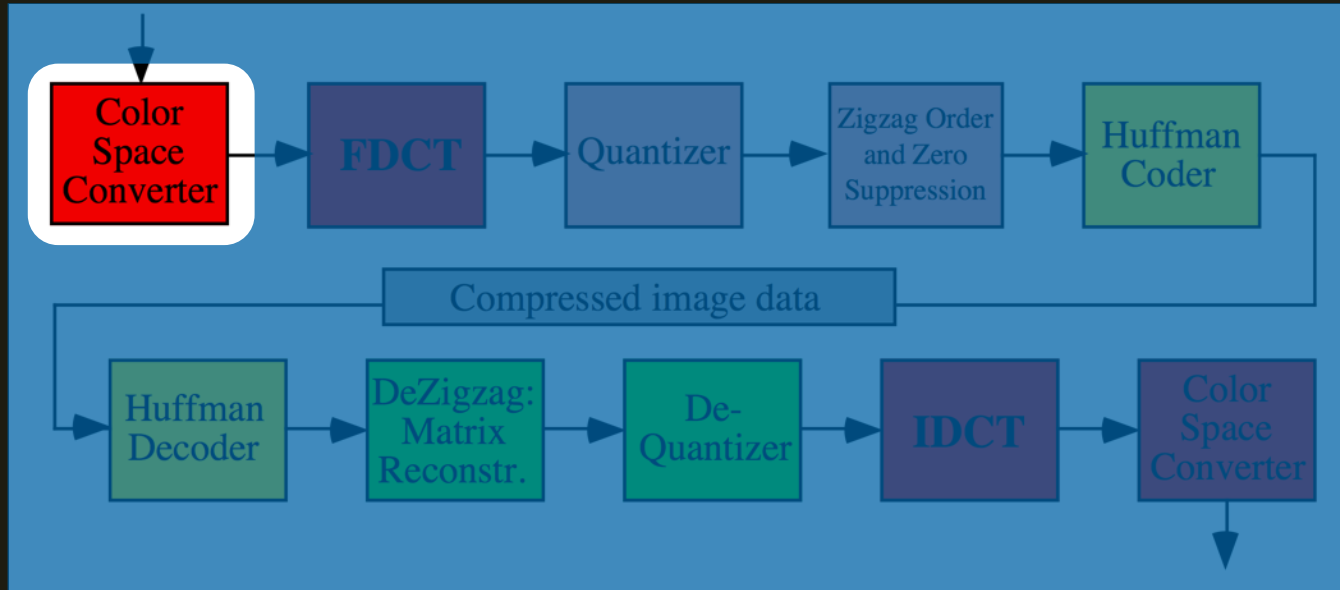 Color
Space
Converter
FDCT
Quantizer
Zigzag Order
and Zero
Suppression
Huffman
Coder
Compressed image data
Huffman
Decoder
DeZigzag:
Matrix
Reconstr.
De-
Quantizer
IDCT
Color
Space
Converter